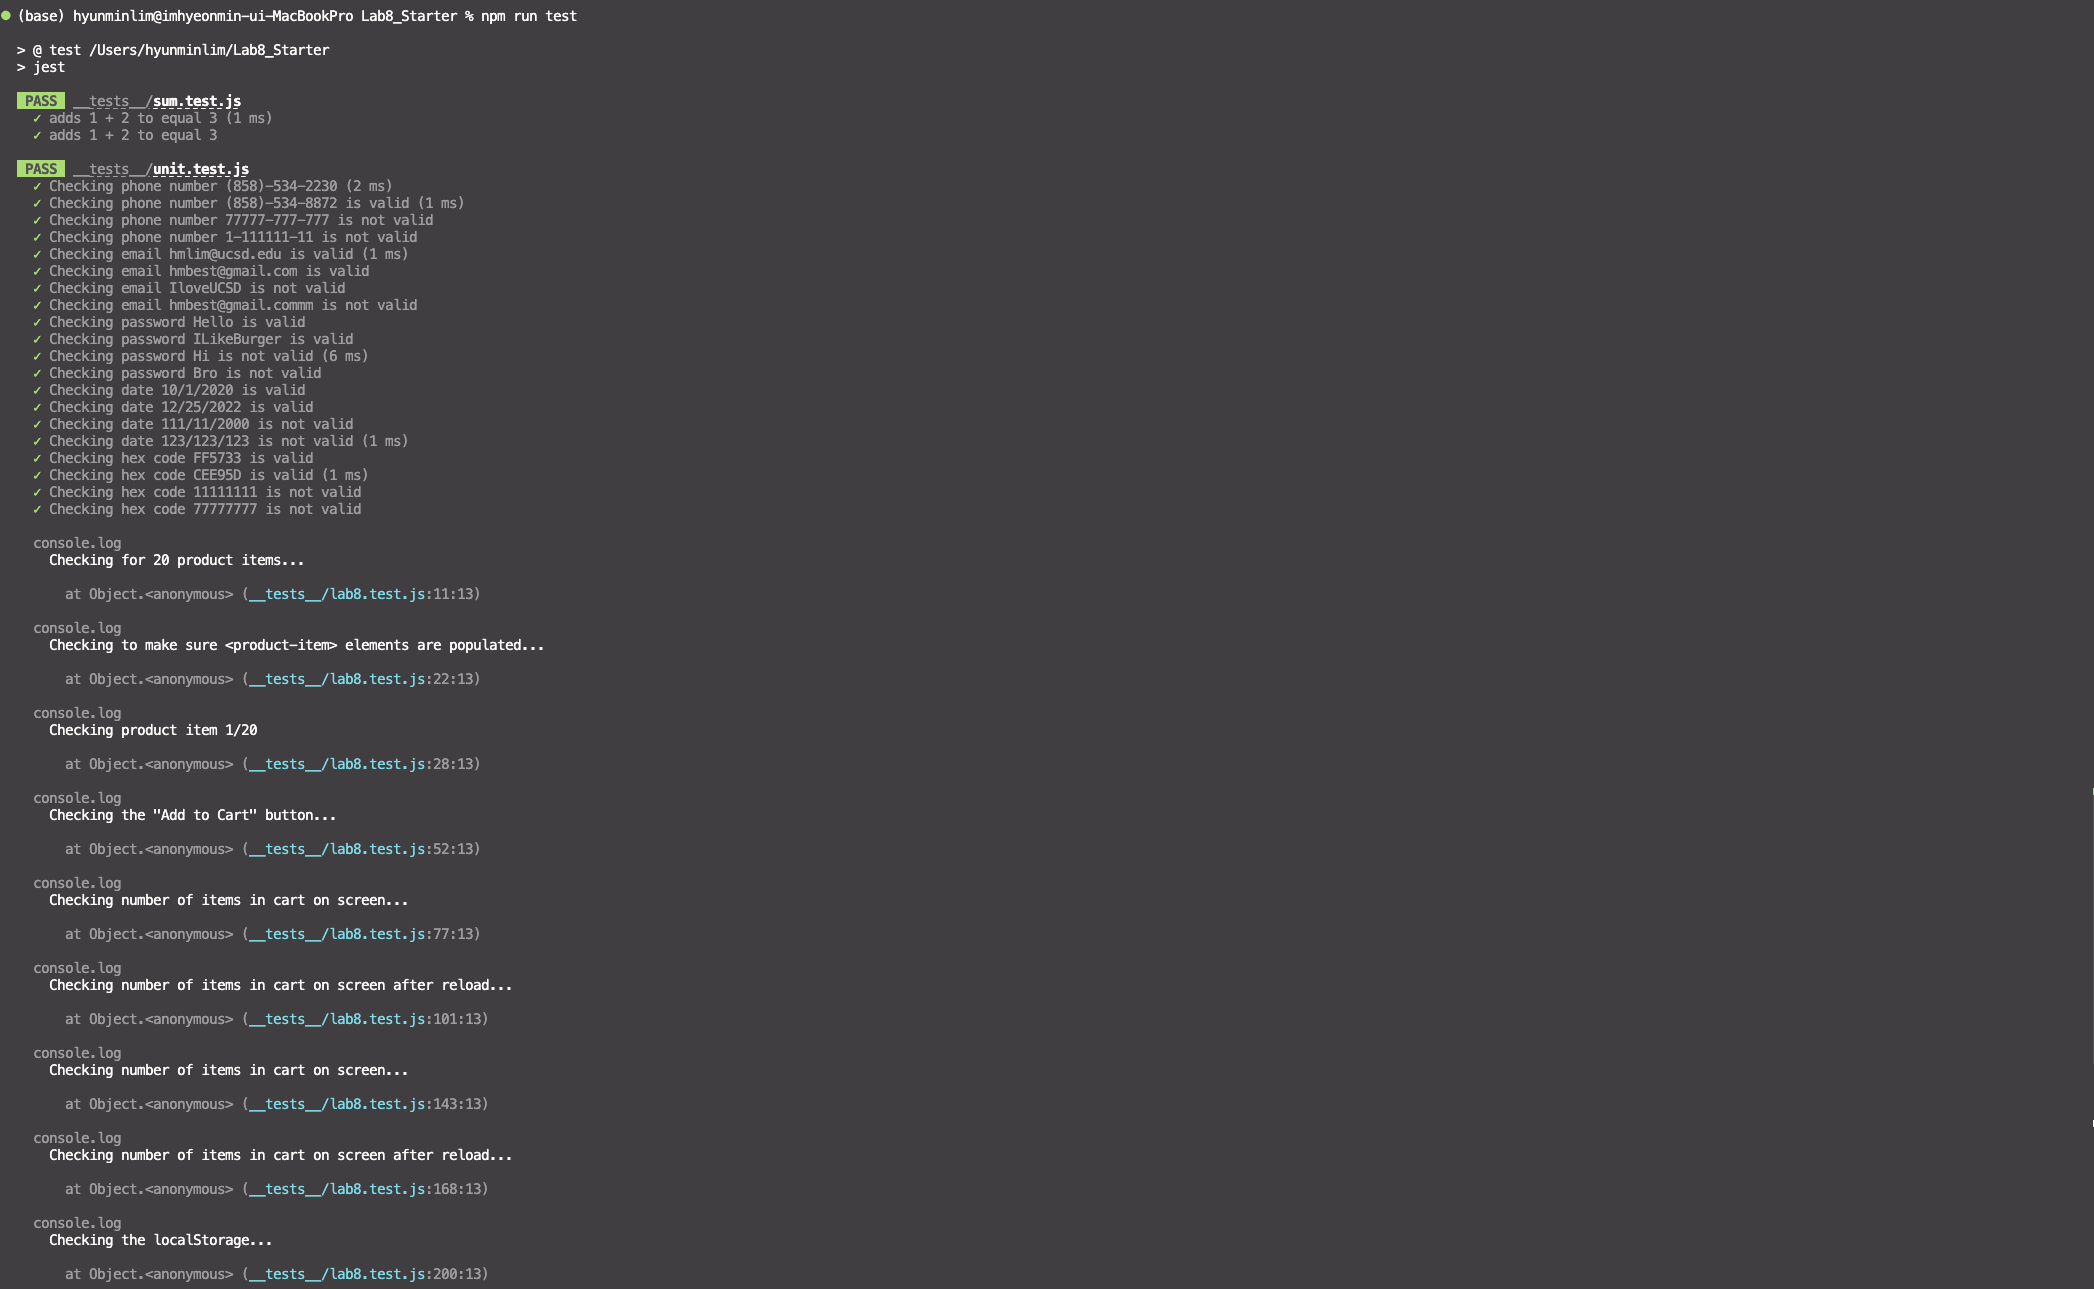 (base) hyunminlim@imhyeonmin-ui-MacBookPro Lab8_Starter % npm run test
> @ test /Users/hyunminlim/Lab8_Starter
> jest
PASS __tests__/sum.test.js
✓ adds 1 + 2 to equal 3 (1 ms)
✓ adds 1 + 2 to equal 3
PASS __tests__/unit.test.js
✓ Checking phone number (858)-534-2230 (2 ms)
✓ Checking phone number (858)-534-8872 is valid (1 ms)
✓ Checking phone number 77777-777-777 is not valid
✓ Checking phone number 1-111111-11 is not valid
✓ Checking email hmlim@ucsd.edu is valid (1 ms)
✓ Checking email hmbest@gmail.com is valid
✓ Checking email IloveUCSD is not valid
✓ Checking email hmbest@gmail.commm is not valid
✓ Checking password Hello is valid
✓ Checking password ILikeBurger is valid
✓ Checking password Hi is not valid (6 ms)
✓ Checking password Bro is not valid
✓ Checking date 10/1/2020 is valid
✓ Checking date 12/25/2022 is valid
✓ Checking date 111/11/2000 is not valid
✓ Checking date 123/123/123 is not valid (1 ms)
✓ Checking hex code FF5733 is valid
✓ Checking hex code CEE95D is valid (1 ms)
✓ Checking hex code 11111111 is not valid
✓ Checking hex code 77777777 is not valid
console.log
Checking for 20 product items...
at Object.<anonymous> (__tests__/lab8.test.js:11:13)
console.log
Checking to make sure <product-item> elements are populated...
at Object.<anonymous> (__tests__/lab8.test.js:22:13)
console.log
Checking product item 1/20
at Object.<anonymous> (__tests__/lab8.test.js:28:13)
console.log
Checking the "Add to Cart" button...
at Object.<anonymous> (__tests__/lab8.test.js:52:13)
console.log
Checking number of items in cart on screen...
at Object.<anonymous> (__tests__/lab8.test.js:77:13)
console.log
Checking number of items in cart on screen after reload...
at Object.<anonymous> (__tests__/lab8.test.js:101:13)
console.log
Checking number of items in cart on screen...
at Object.<anonymous> (__tests__/lab8.test.js:143:13)
console.log
Checking number of items in cart on screen after reload...
at Object.<anonymous> (__tests__/lab8.test.js:168:13)
console.log
Checking the localStorage...
at Object.<anonymous> (__tests__/lab8.test.js:200:13)